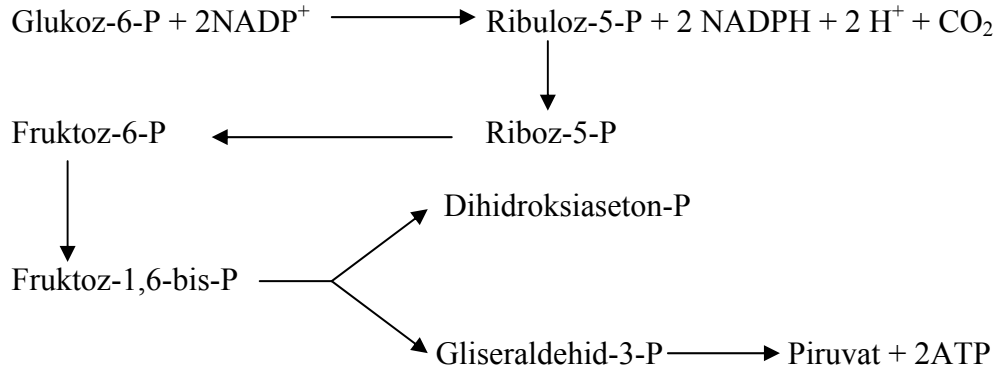 Glukoz-6-P + 2NADP⁺ Ribuloz-5-P + 2 NADPH + 2 H⁺ + CO₂
Fruktoz-6-P Riboz-5-P
Dihidroksiaseton-P
Fruktoz-1,6-bis-P
Gliseraldehid-3-P Piruvat + 2ATP